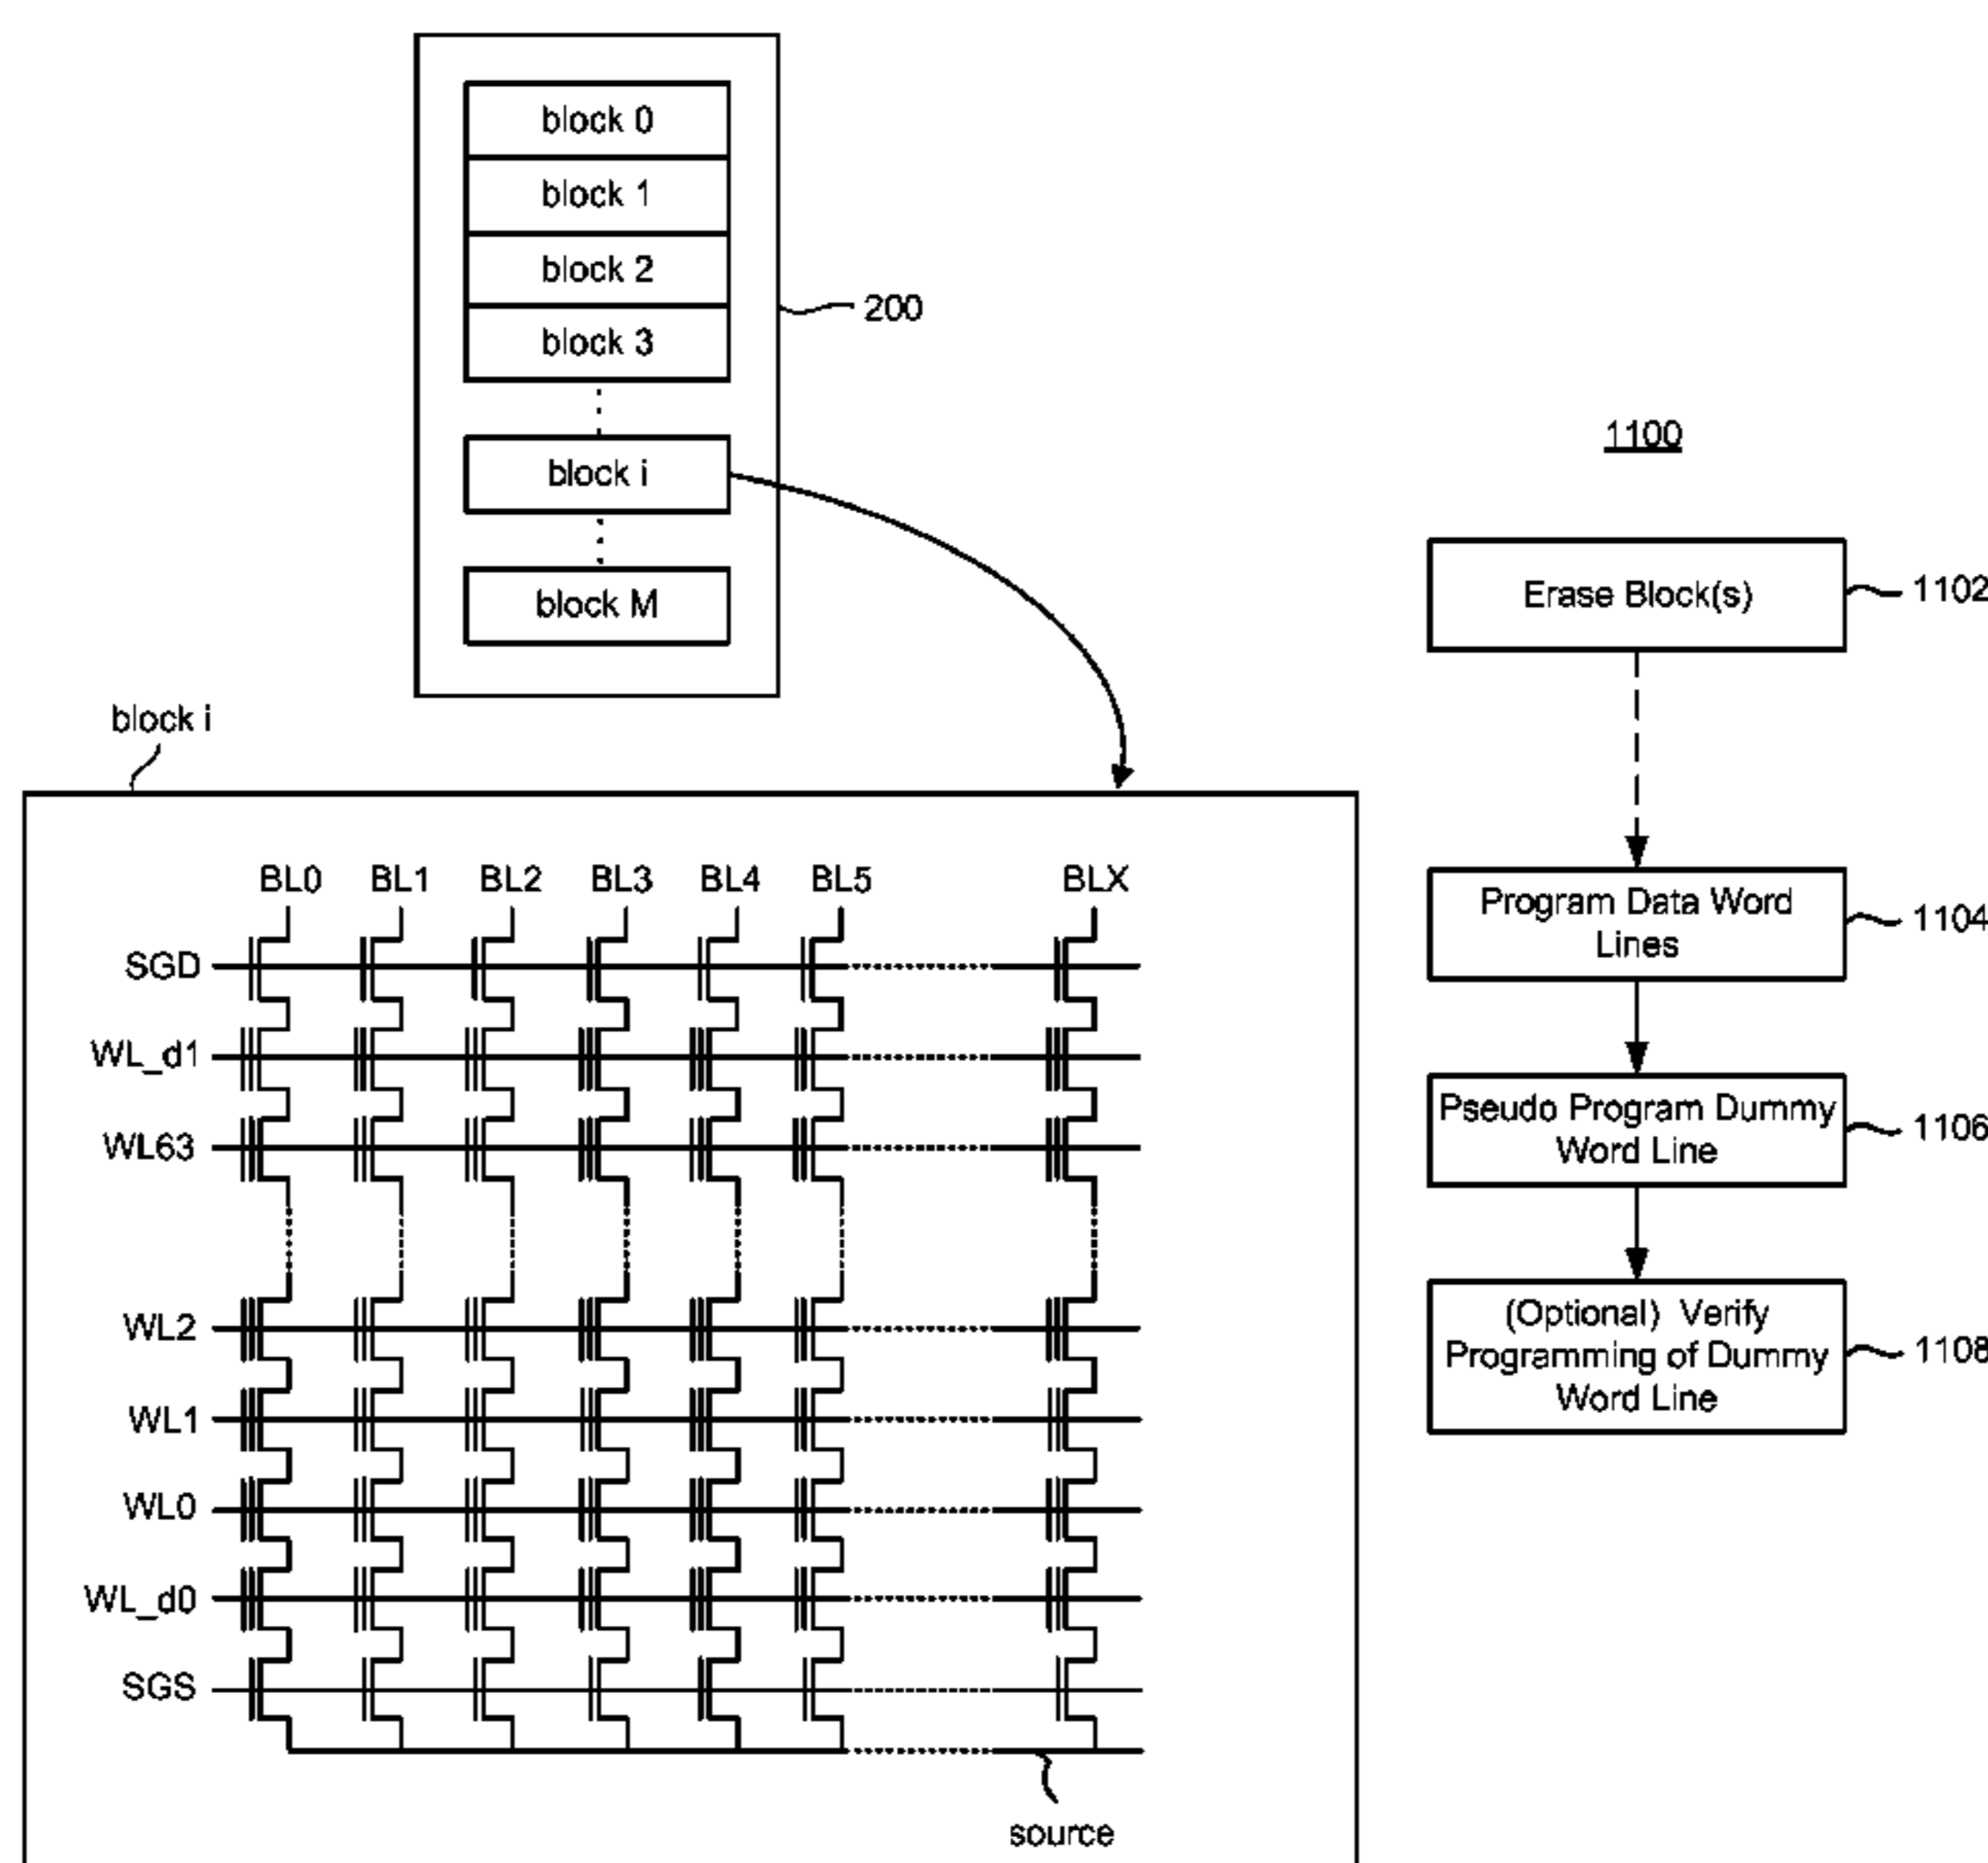 block 0
block 1
block 2
block 3
200
block i
block M
block i
BL0 BL1 BL2 BL3 BL4 BL5 BLX
SGD
WL_d1
WL63
WL2
WL1
WL0
WL_d0
SGS
source
1100
Erase Block(s)
1102
Program Data Word
Lines
1104
Pseudo Program Dummy
Word Line
1106
(Optional) Verify
Programming of Dummy
Word Line
1108